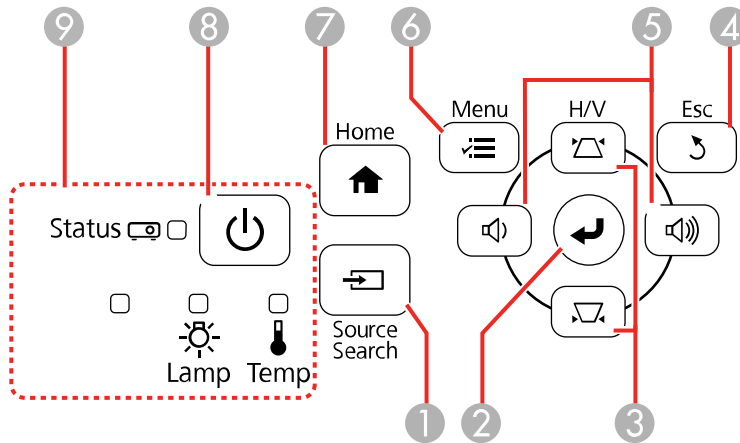 9 8 7 6 5 4
Menu H/V Esc
Home
Status
Source
Search
Lamp Temp
1 2 3